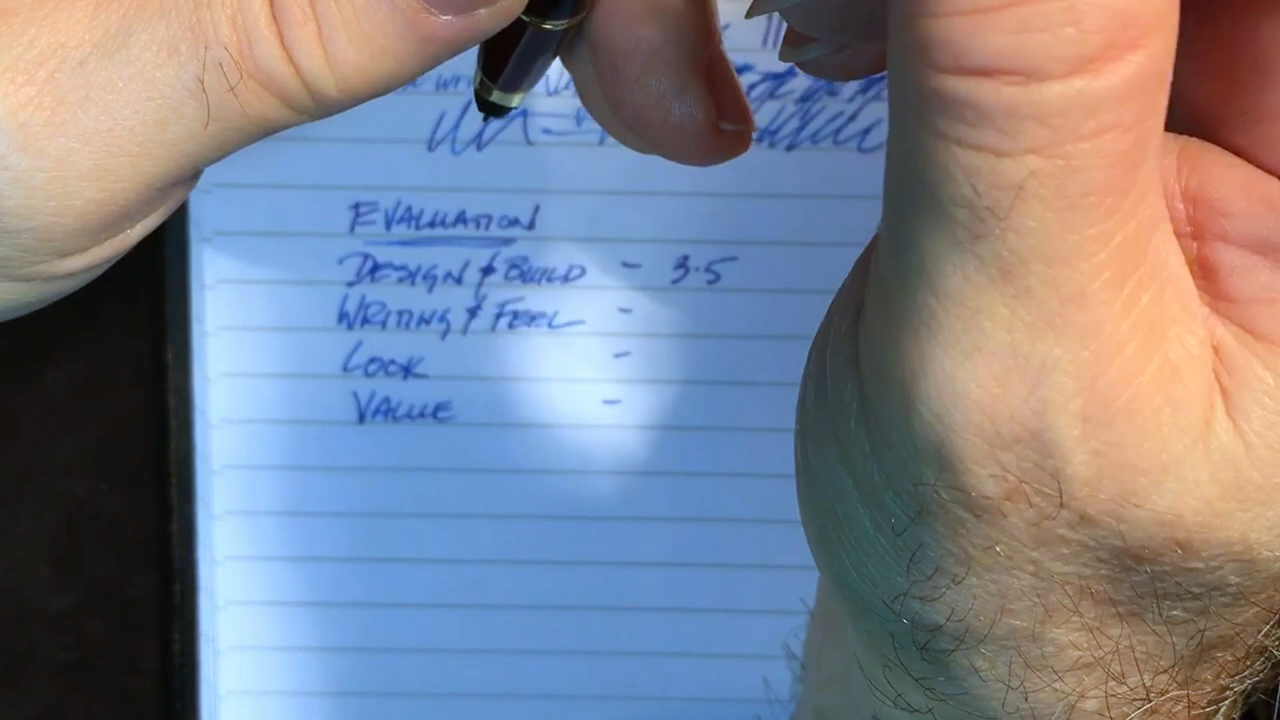 EVALUATION
DESIGN & BUILD - 3.5
WRITING & FEEL -
LOOK -
VALUE -